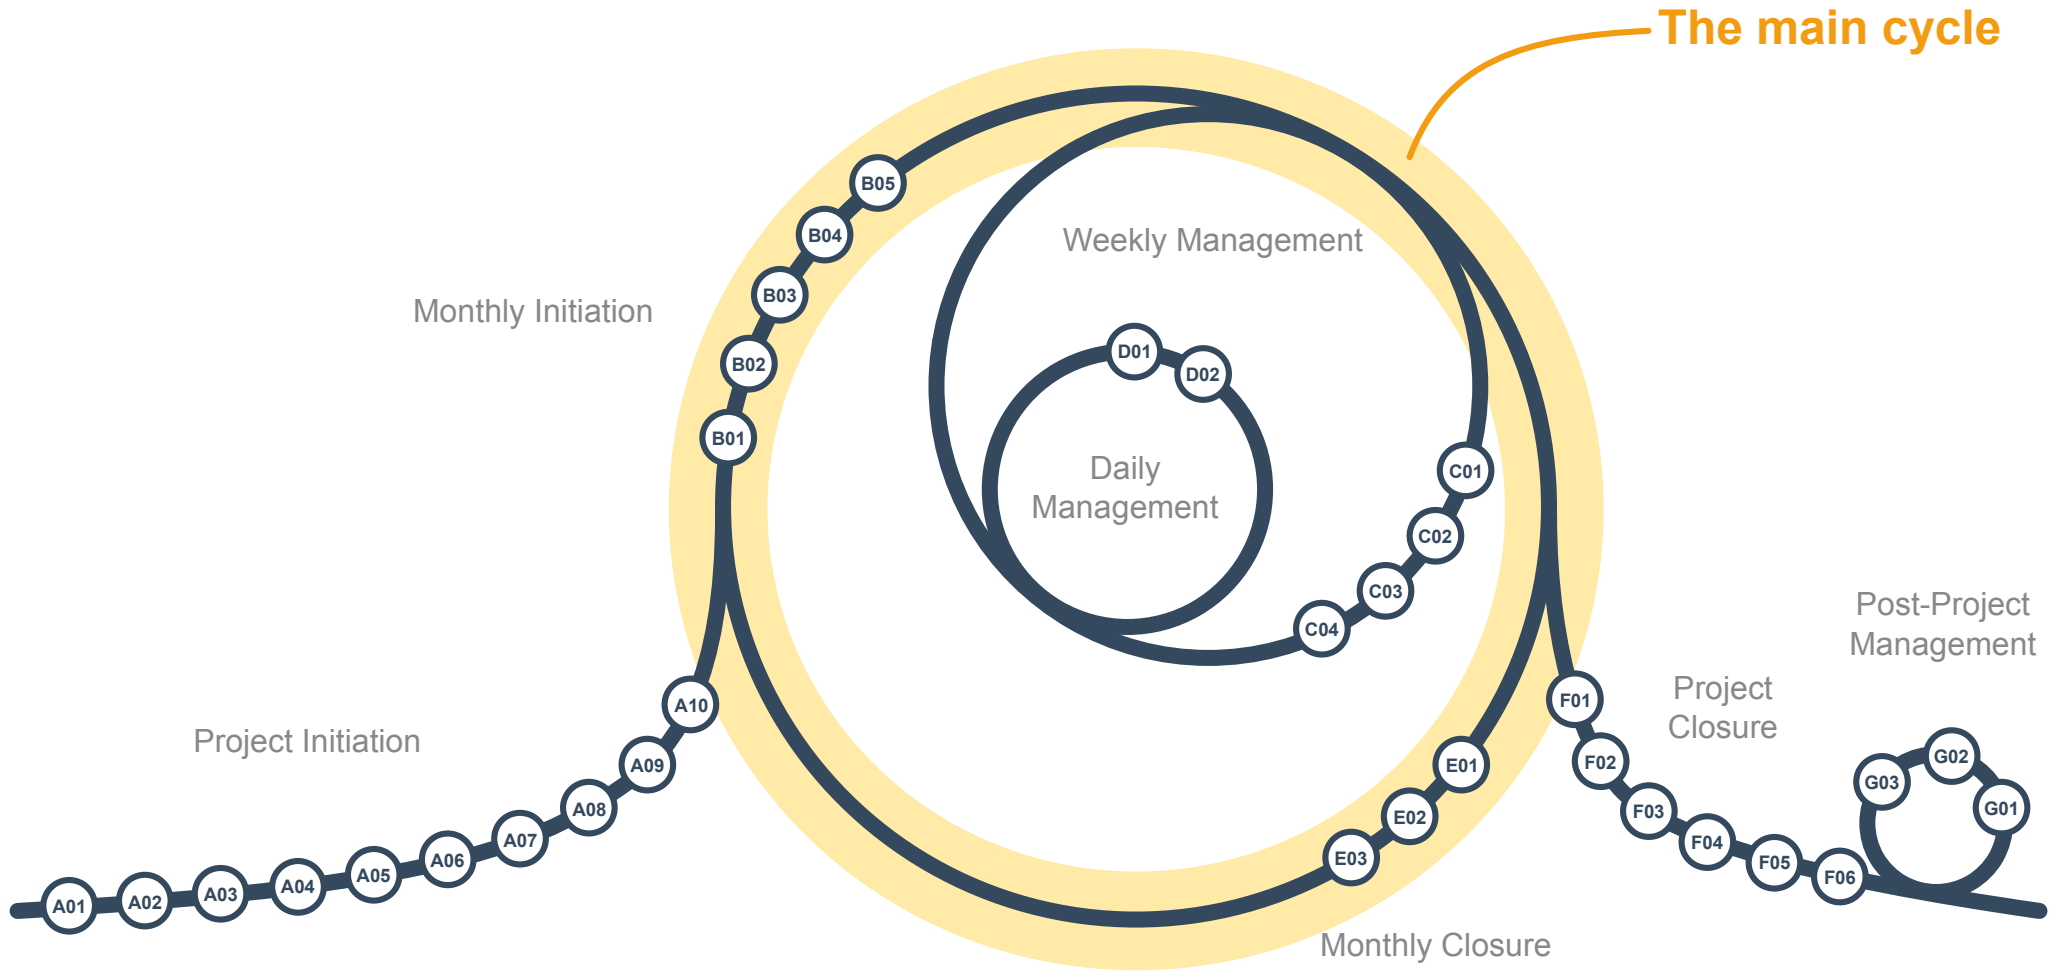 The main cycle
B05
B04
B03
B02
B01
Monthly Initiation
Weekly Management
D01
D02
Daily
Management
C01
C02
C03
C04
Project Initiation
A01
A02
A03
A04
A05
A06
A07
A08
A09
A10
E01
E02
E03
Monthly Closure
F01
F02
F03
F04
F05
F06
Project
Closure
Post-Project
Management
G03
G02
G01